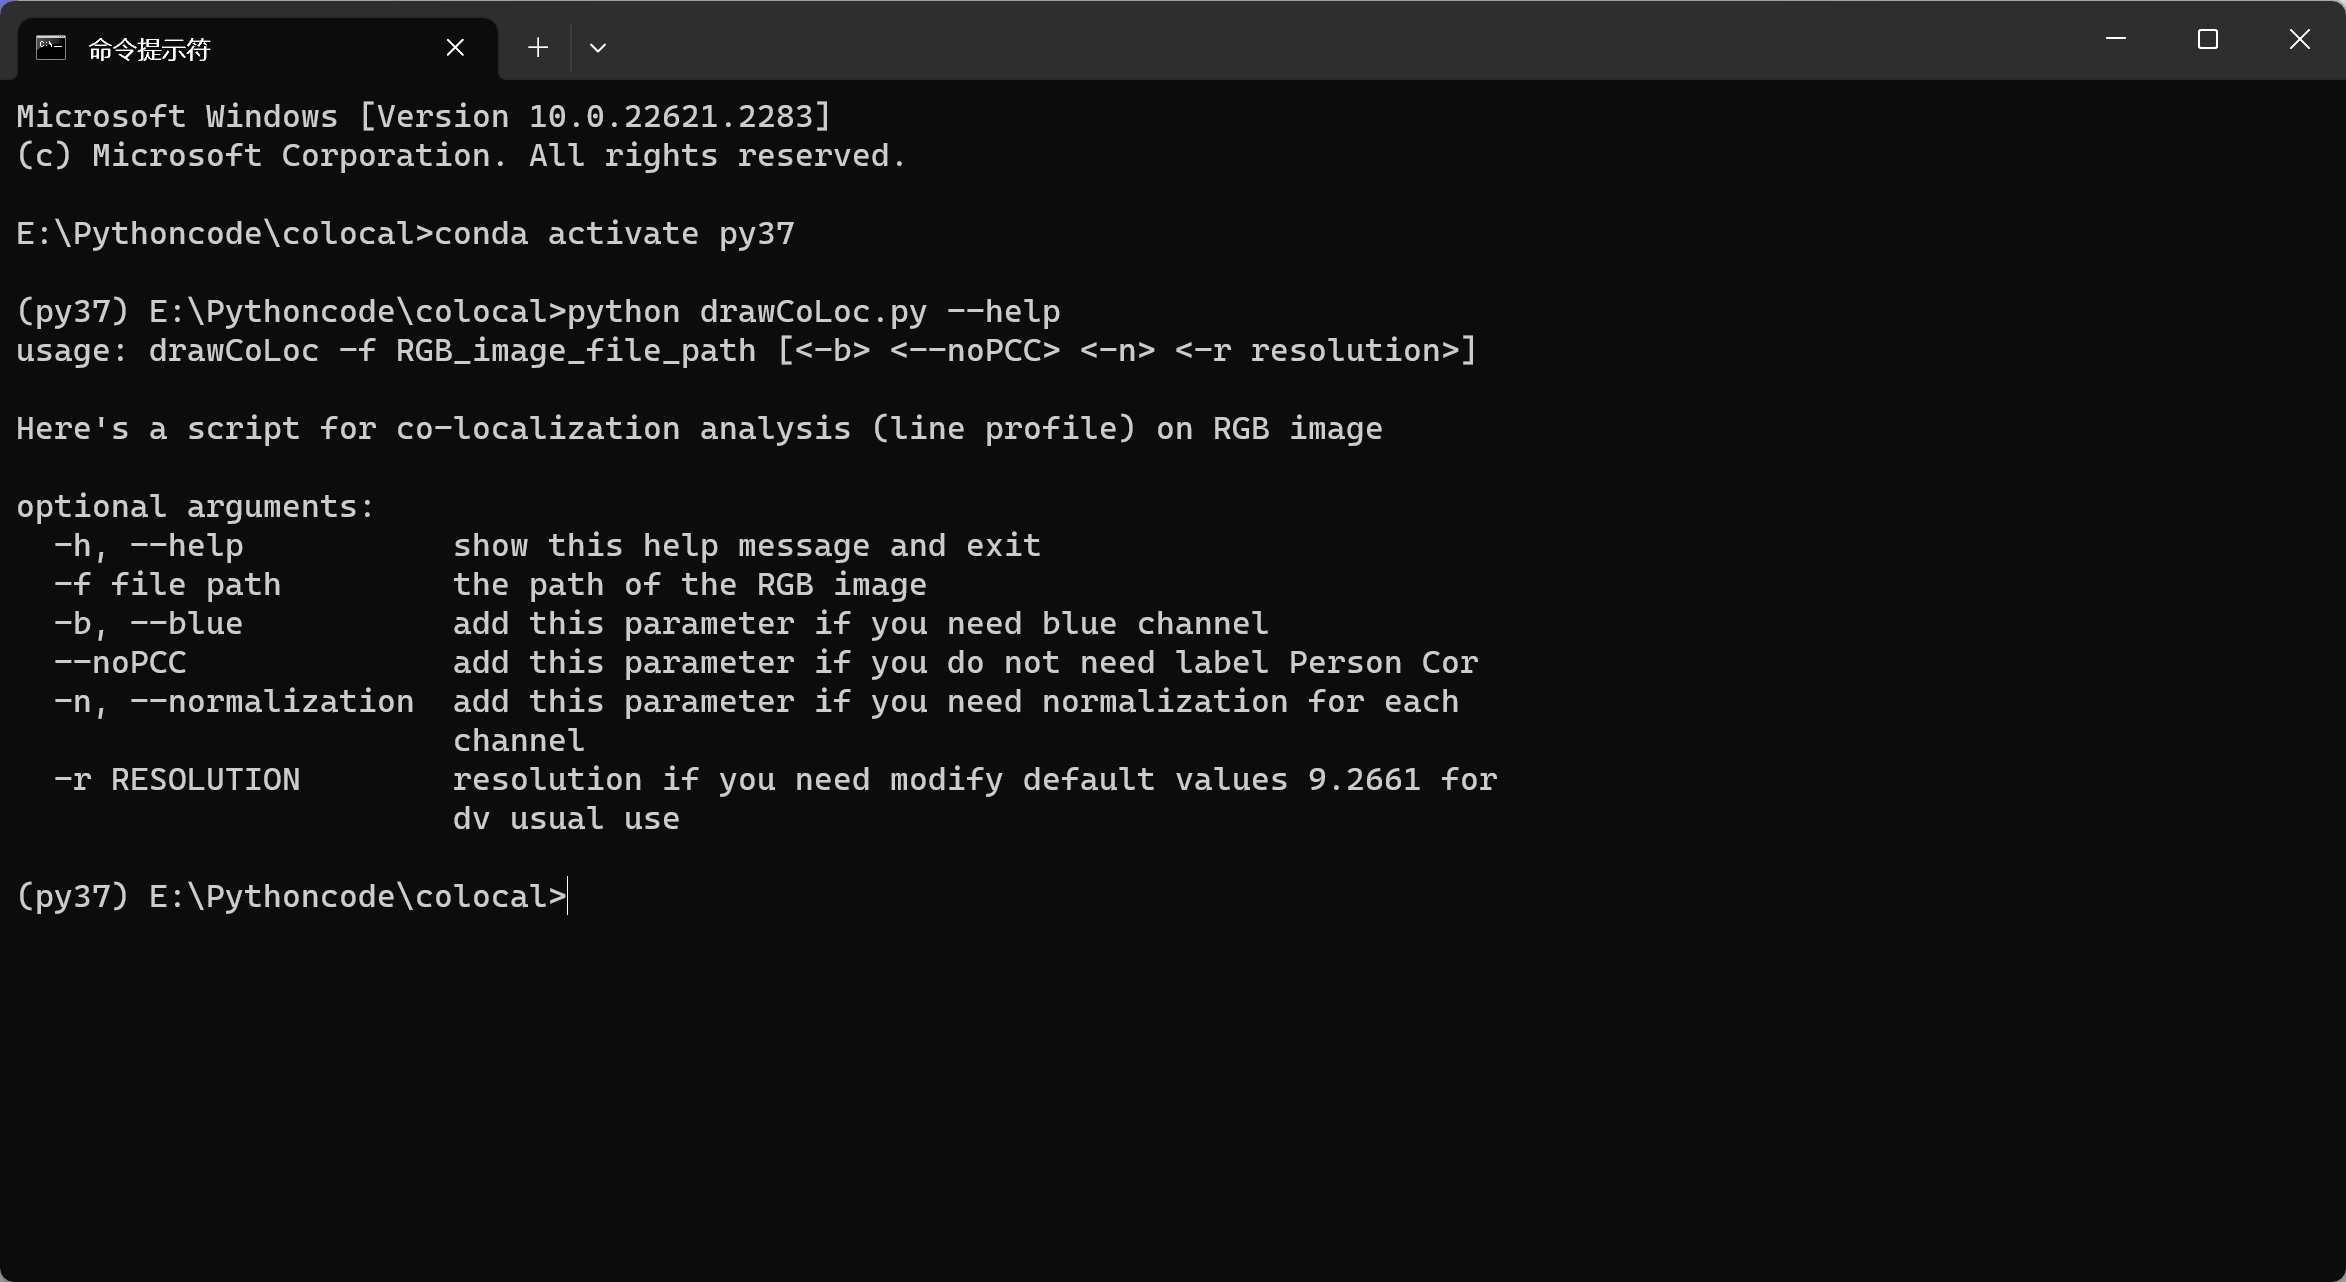 命令提示符
Microsoft Windows [Version 10.0.22621.2283]
(c) Microsoft Corporation. All rights reserved.
E:\Pythoncode\colocal>conda activate py37
(py37) E:\Pythoncode\colocal>python drawCoLoc.py --help
usage: drawCoLoc -f RGB_image_file_path [<-b> <--noPCC> <-n> <-r resolution>]
Here's a script for co-localization analysis (line profile) on RGB image
optional arguments:
-h, --help show this help message and exit
-f file path the path of the RGB image
-b, --blue add this parameter if you need blue channel
--noPCC add this parameter if you do not need label Person Cor
-n, --normalization add this parameter if you need normalization for each
channel
-r RESOLUTION resolution if you need modify default values 9.2661 for
dv usual use
(py37) E:\Pythoncode\colocal>